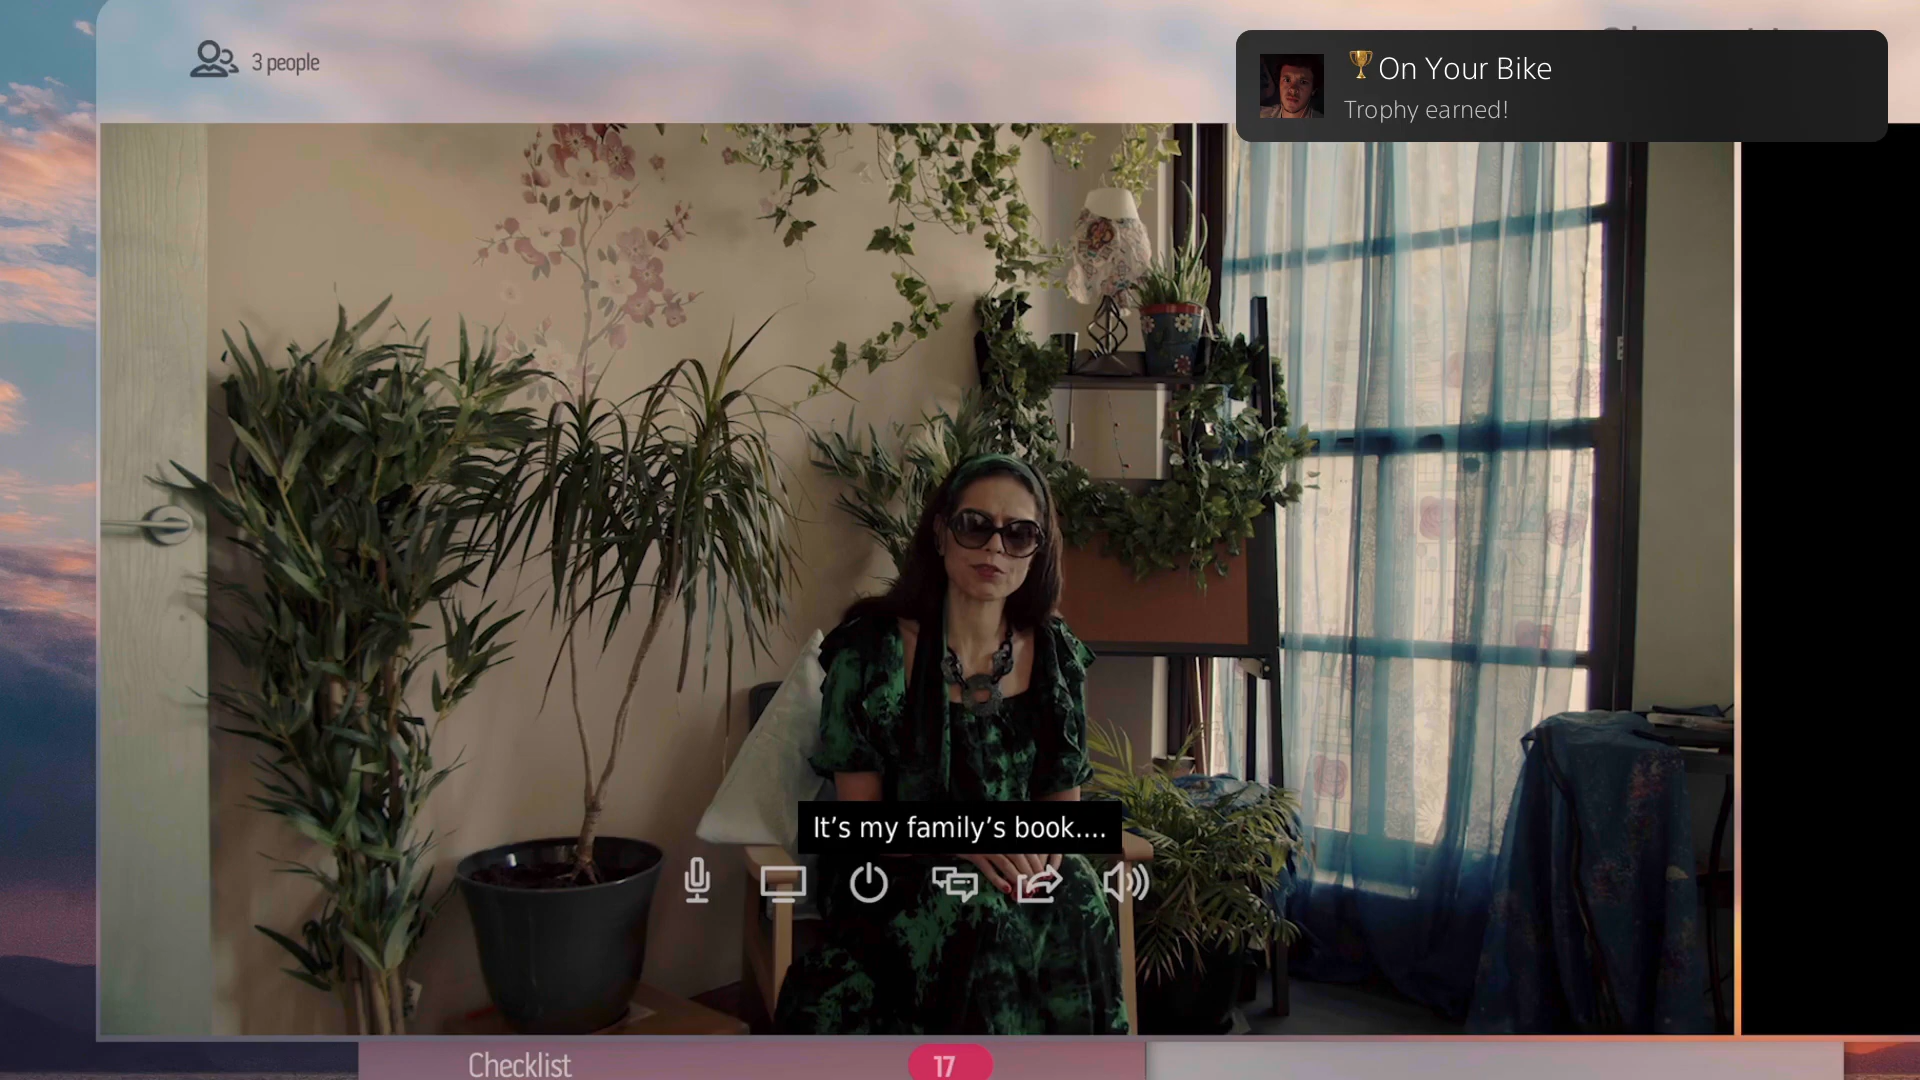 3 people
🏆On Your Bike
Trophy earned!
It's my family's book....
Checklist
17